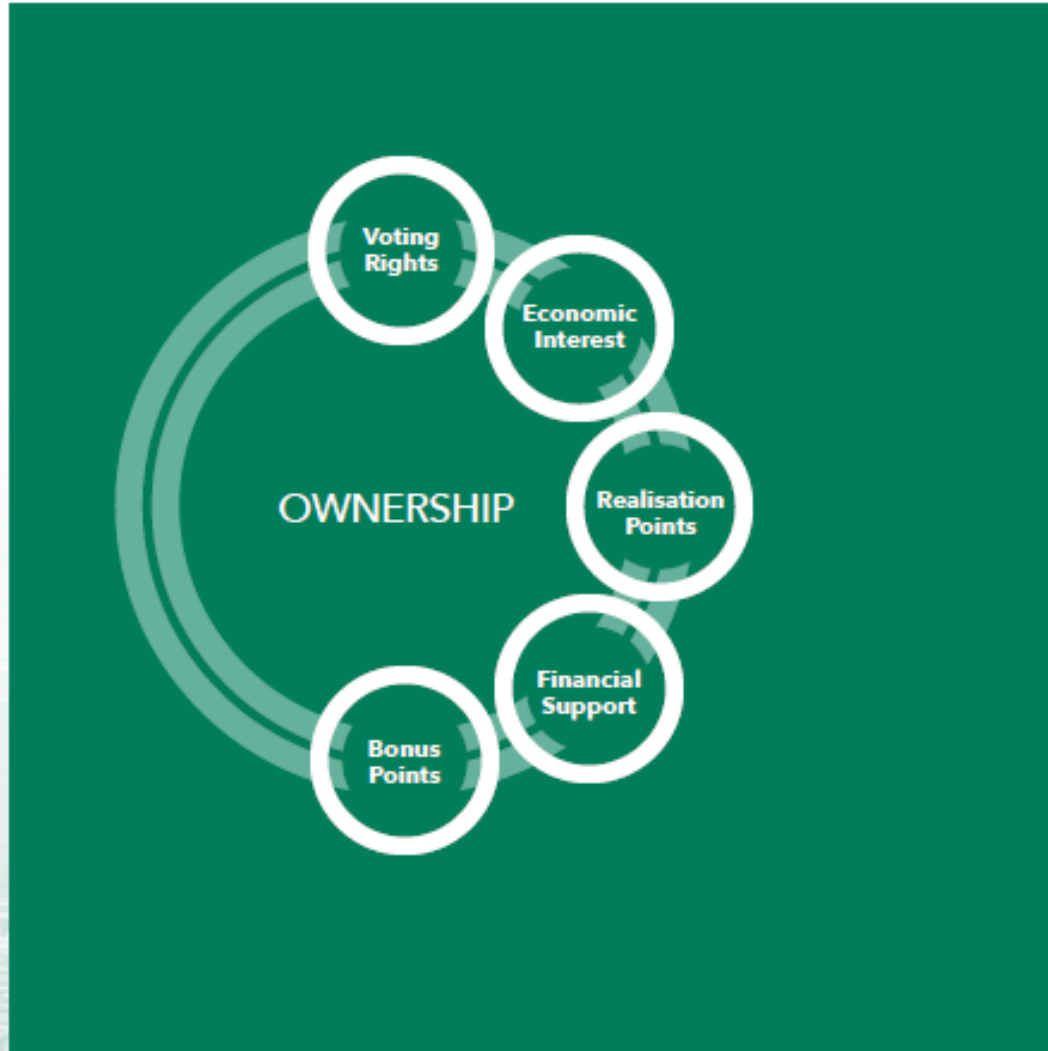 Voting
Rights
Economic
Interest
OWNERSHIP
Realisation
Points
Financial
Support
Bonus
Points